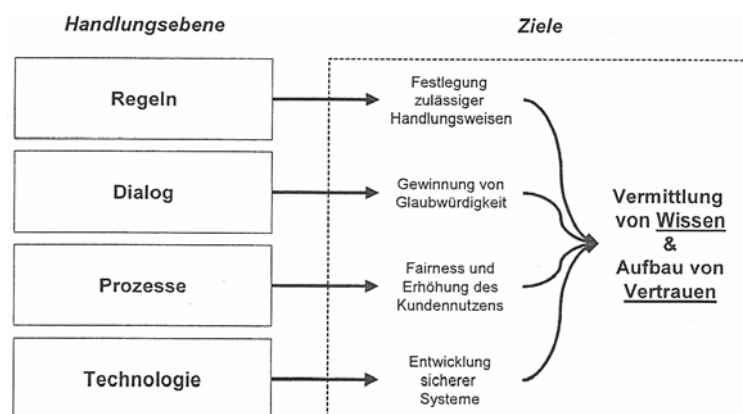 Handlungsebene
Ziele
Regeln
Festlegung
zulässiger
Handlungsweisen
Dialog
Gewinnung von
Glaubwürdigkeit
Prozesse
Fairness und
Erhöhung des
Kundennutzens
Technologie
Entwicklung
sicherer
Systeme
Vermittlung
von Wissen
&
Aufbau von
Vertrauen